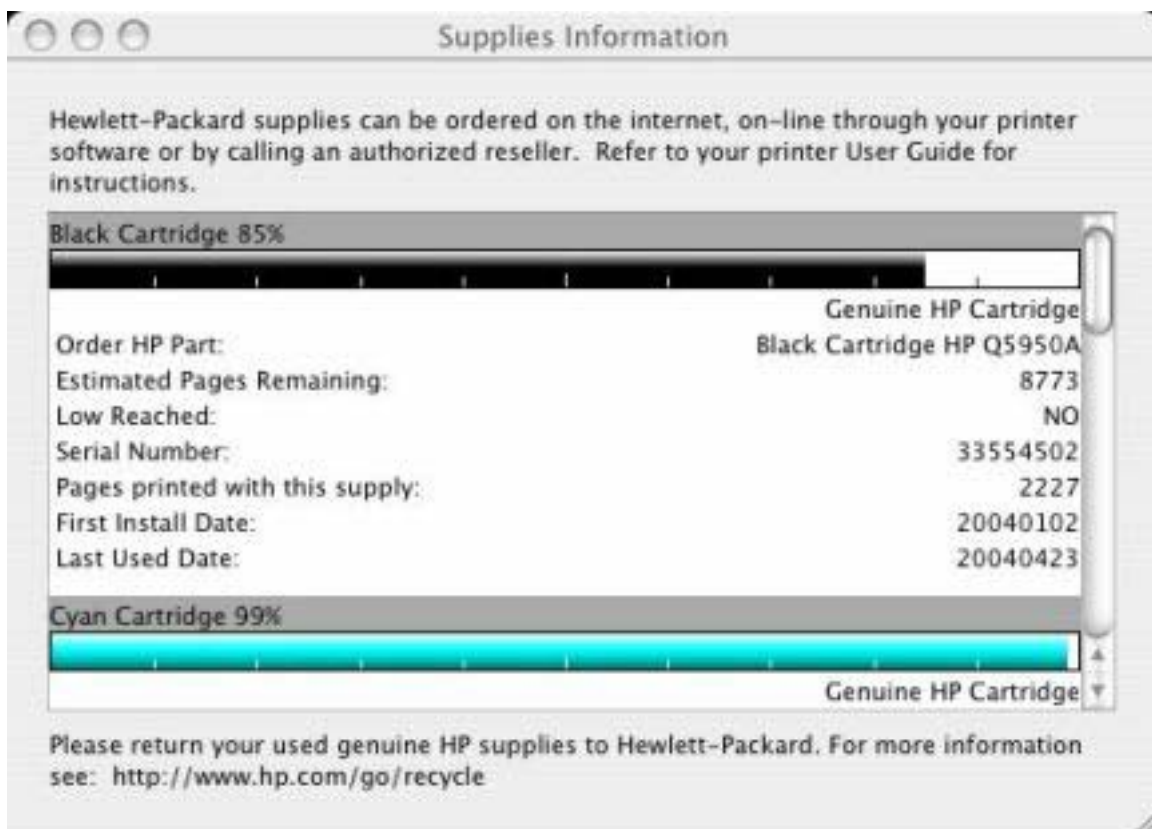 Supplies Information
Hewlett-Packard supplies can be ordered on the internet, on-line through your printer
software or by calling an authorized reseller. Refer to your printer User Guide for
instructions.
Black Cartridge 85%
Genuine HP Cartridge
Order HP Part: Black Cartridge HP Q5950A
Estimated Pages Remaining: 8773
Low Reached: NO
Serial Number: 33554502
Pages printed with this supply: 2227
First Install Date: 20040102
Last Used Date: 20040423
Cyan Cartridge 99%
Genuine HP Cartridge
Please return your used genuine HP supplies to Hewlett-Packard. For more information
see: http://www.hp.com/go/recycle